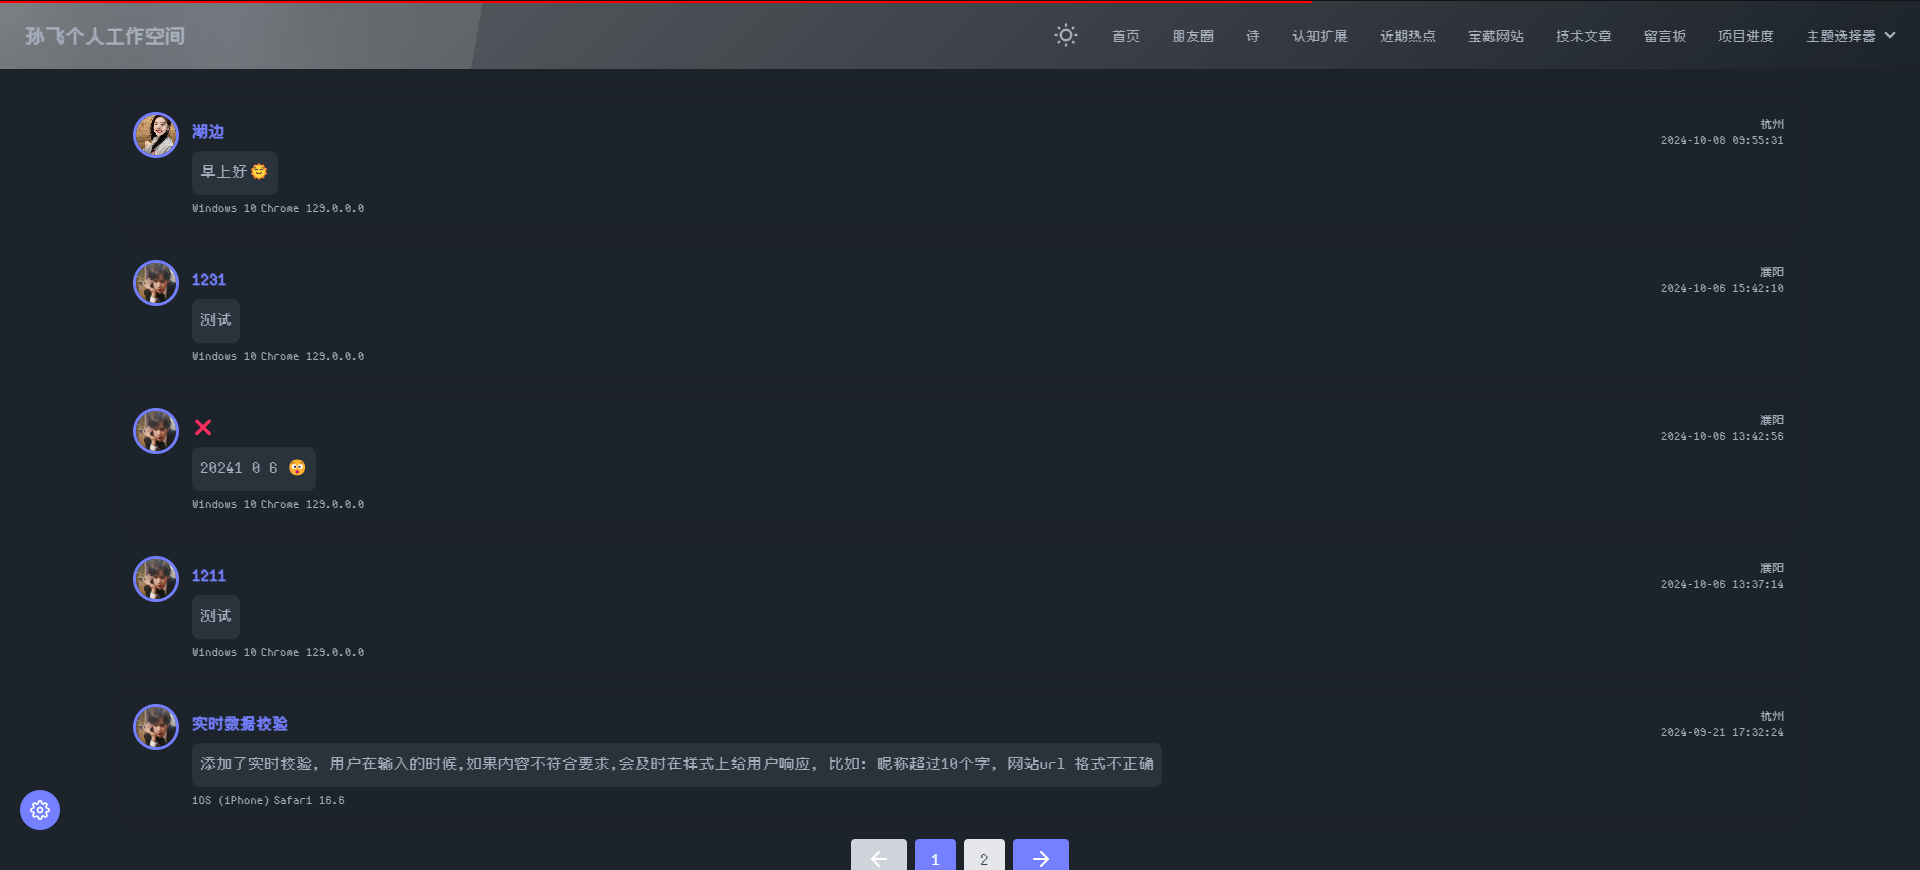 孙飞个人工作空间
首页 朋友圈 诗 认知扩展 近期热点 宝藏网站 技术文章 留言板 项目进度 主题选择器
湖边
杭州
2024-10-08 09:55:31
早上好
Windows 10 Chrome 129.0.0.0
1231
濮阳
2024-10-06 15:42:10
测试
Windows 10 Chrome 129.0.0.0
濮阳
2024-10-06 13:42:56
20241 0 6
Windows 10 Chrome 129.0.0.0
1211
濮阳
2024-10-06 13:37:14
测试
Windows 10 Chrome 129.0.0.0
实时数据校验
杭州
2024-09-21 17:32:24
添加了实时校验, 用户在输入的时候,如果内容不符合要求,会及时在样式上给用户响应, 比如: 昵称超过10个字, 网站url 格式不正确
iOS (iPhone) Safari 16.6
1 2